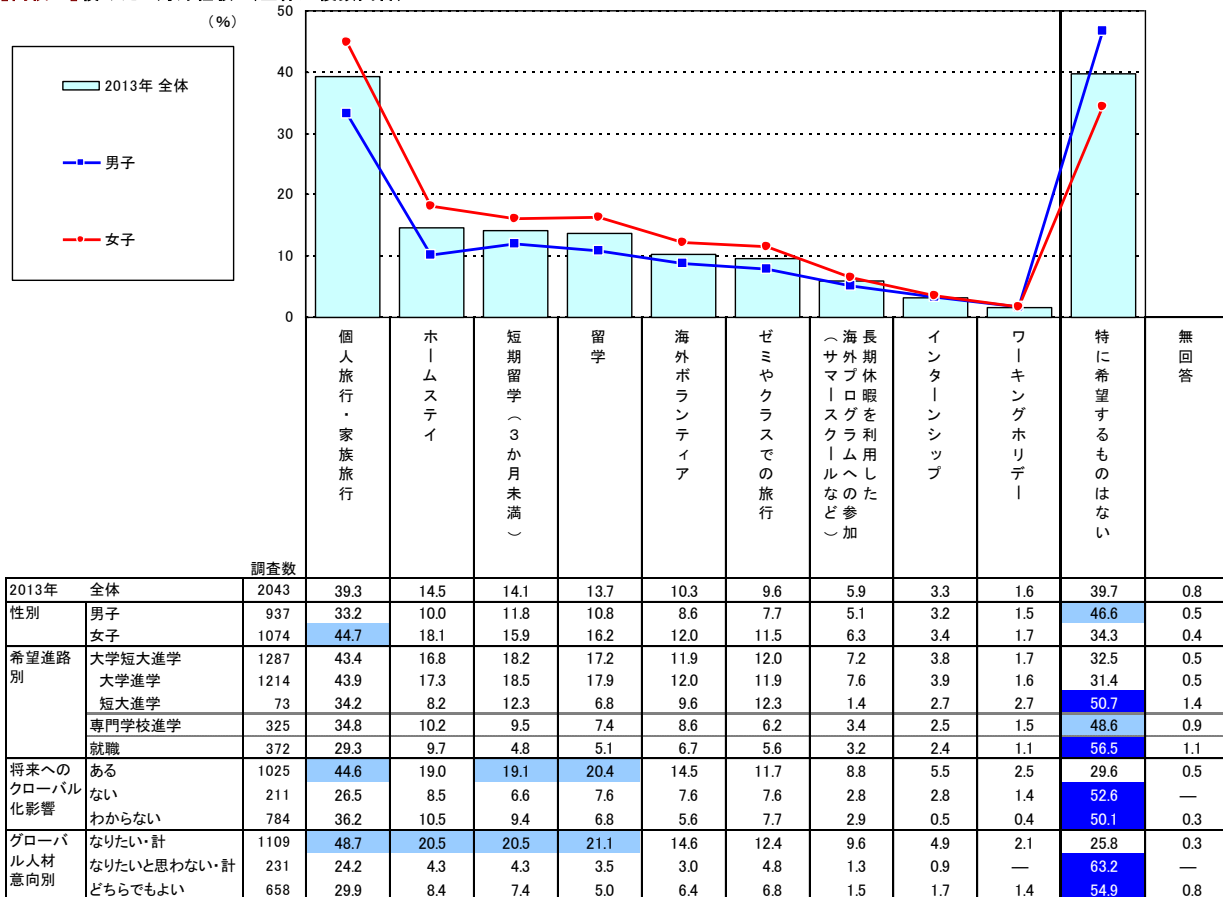 (%)
2013年 全体
男子
女子
50
40
30
20
10
0
個人旅行・家族旅行
ホームステイ
短期留学(3か月未満)
留学
海外ボランティア
ゼミやクラスでの旅行
長期休暇を利用した
海外プログラムへの参加
(サマースクールなど)
インターンシップ
ワーキングホリデー
特に希望するものはない
無回答
調査数
2013年 全体 2043 39.3 14.5 14.1 13.7 10.3 9.6 5.9 3.3 1.6 39.7 0.8
性別 男子 937 33.2 10.0 11.8 10.8 8.6 7.7 5.1 3.2 1.5 46.6 0.5
女子 1074 44.7 18.1 15.9 16.2 12.0 11.5 6.3 3.4 1.7 34.3 0.4
希望進路別 大学短大進学 1287 43.4 16.8 18.2 17.2 11.9 12.0 7.2 3.8 1.7 32.5 0.5
大学進学 1214 43.9 17.3 18.5 17.9 12.0 11.9 7.6 3.9 1.6 31.4 0.5
短大進学 73 34.2 8.2 12.3 6.8 9.6 12.3 1.4 2.7 2.7 50.7 1.4
専門学校進学 325 34.8 10.2 9.5 7.4 8.6 6.2 3.4 2.5 1.5 48.6 0.9
就職 372 29.3 9.7 4.8 5.1 6.7 5.6 3.2 2.4 1.1 56.5 1.1
将来へのクローバル化影響 ある 1025 44.6 19.0 19.1 20.4 14.5 11.7 8.8 5.5 2.5 29.6 0.5
ない 211 26.5 8.5 6.6 7.6 7.6 7.6 2.8 2.8 1.4 52.6 ―
わからない 784 36.2 10.5 9.4 6.8 5.6 7.7 2.9 0.5 0.4 50.1 0.3
グローバル人材意向別 なりたい・計 1109 48.7 20.5 20.5 21.1 14.6 12.4 9.6 4.9 2.1 25.8 0.3
なりたいと思わない・計 231 24.2 4.3 4.3 3.5 3.0 4.8 1.3 0.9 ― 63.2 ―
どちらでもよい 658 29.9 8.4 7.4 5.0 6.4 6.8 1.5 1.7 1.4 54.9 0.8